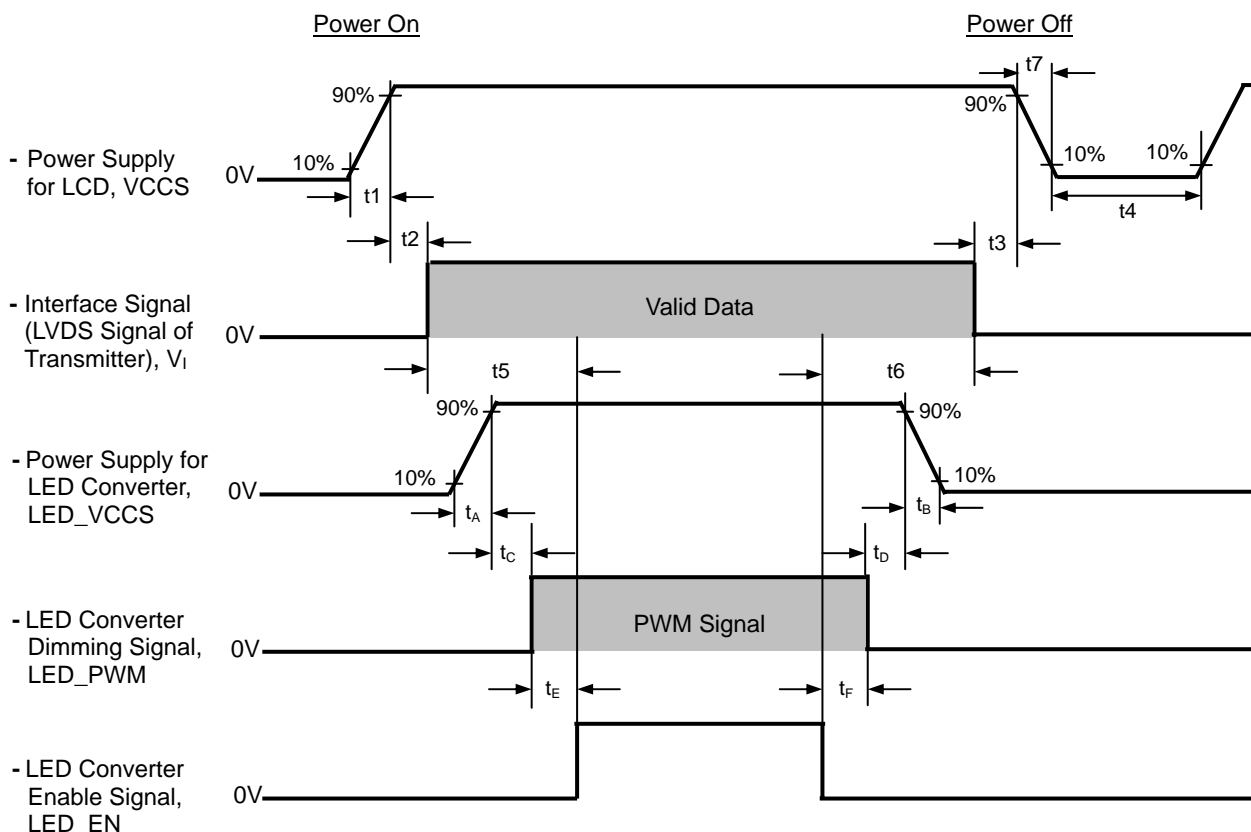 Power On
Power Off
t7
90%
90%
- Power Supply
for LCD, VCCS
10%
10%
10%
0V
t1
t4
t2
t3
- Interface Signal
(LVDS Signal of
Transmitter), VI
0V
Valid Data
t5
t6
90%
90%
- Power Supply for
LED Converter,
LED_VCCS
10%
10%
0V
tA
tB
tC
tD
- LED Converter
Dimming Signal,
LED_PWM
0V
PWM Signal
tE
tF
- LED Converter
Enable Signal,
LED_EN
0V